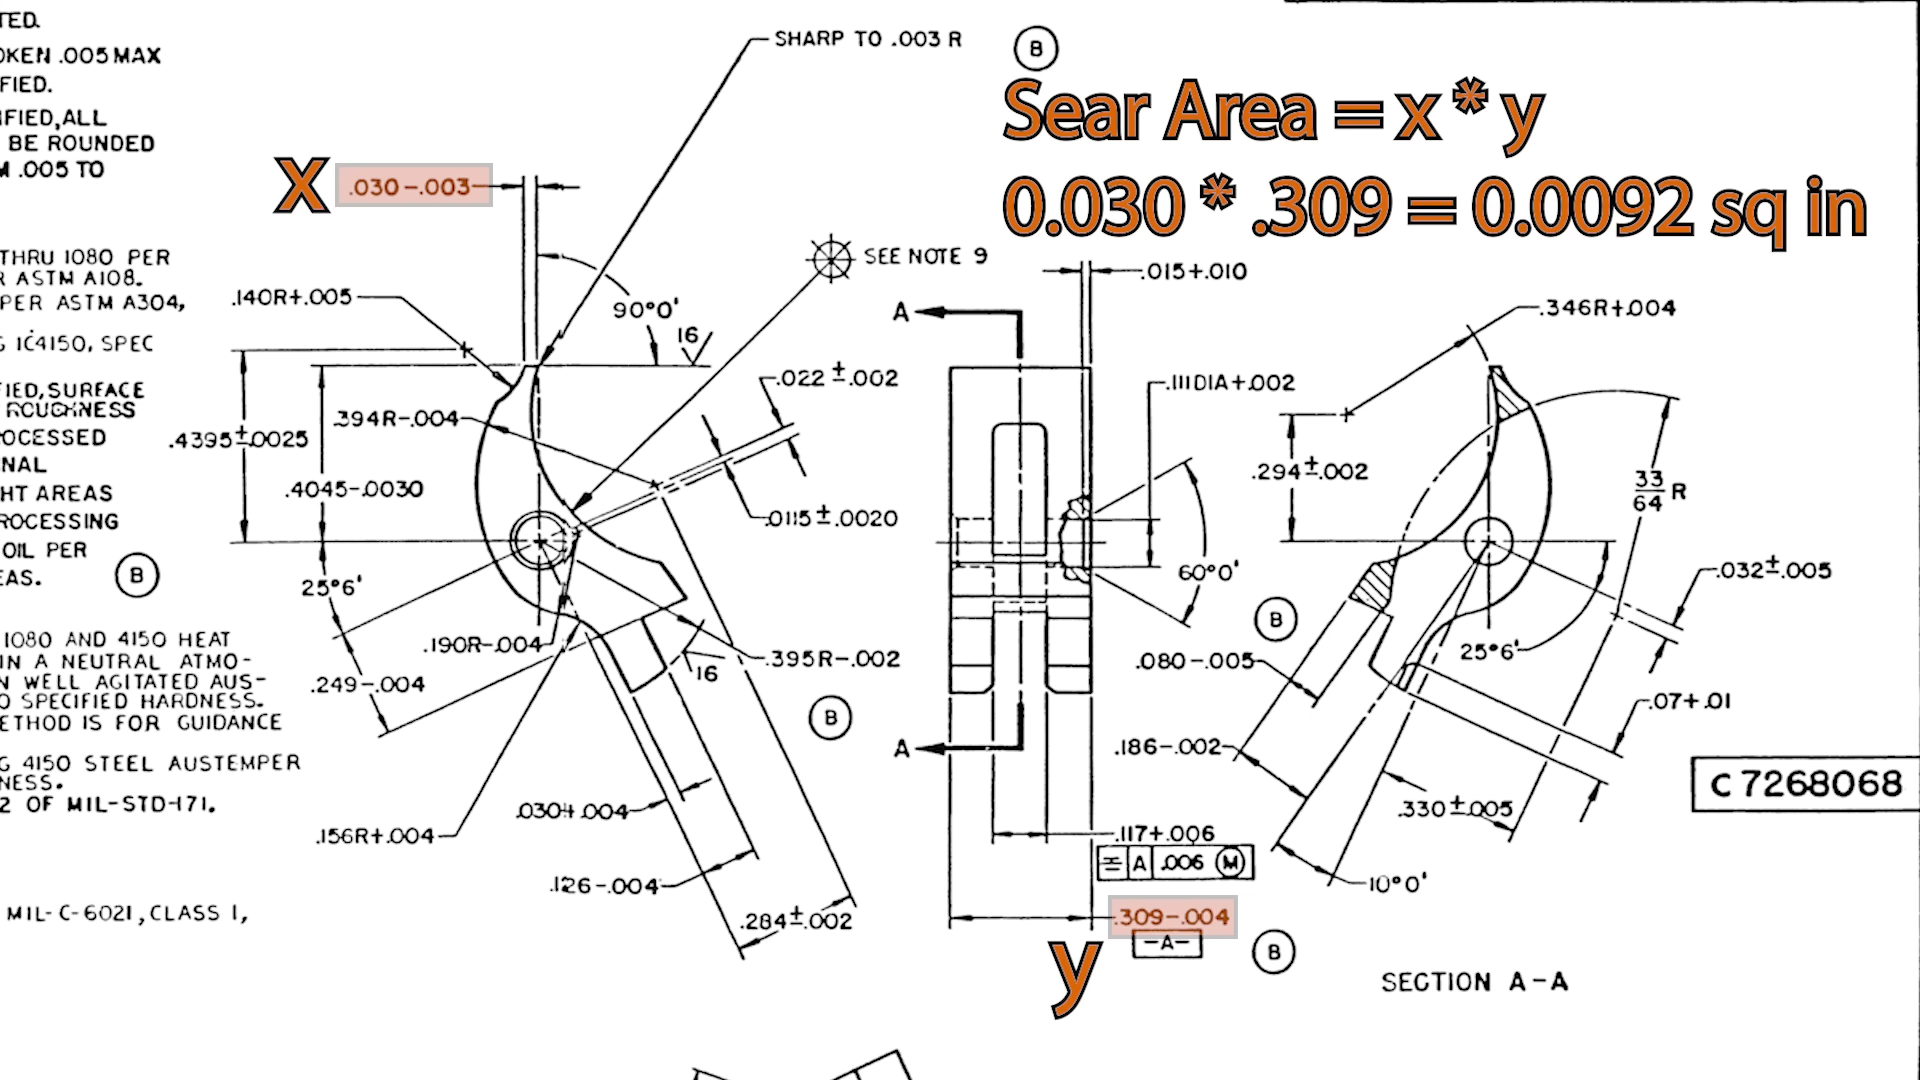 TED.
OKEN .005 MAX
FIED.
IFIED, ALL
BE ROUNDED
M .005 TO
THRU 1080 PER
R ASTM A108.
PER ASTM A304,
G 1C4150, SPEC
FIED, SURFACE
ROUGHNESS
OCESSED
NAL
HT AREAS
ROCESSING
OIL PER
EAS.
B
1080 AND 4150 HEAT
IN A NEUTRAL ATMO-
N WELL AGITATED AUS-
O SPECIFIED HARDNESS.
ETHOD IS FOR GUIDANCE
G 4150 STEEL AUSTEMPER
NESS.
2 OF MIL-STD-171.
MIL-C-6021, CLASS 1,
SHARP TO .003 R
B
Sear Area = x * y
0.030 * .309 = 0.0092 sq in
x .030-.003
SEE NOTE 9
.140R+.005
90°0'
16
.022±.002
.394R-.004
.4395±.0025
.4045-.0030
.0115±.0020
25°6'
.190R-.004
.395R-.002
16
.249-.004
B
.030+.004
.156R+.004
.126-.004
.284±.002
.015+.010
A
.111DIA+.002
60°0'
A
.117+.006
A .006 M
.309-.004
-A-
y
B
.346R+.004
.294±.002
33
64 R
.032±.005
B
25°6'
.080-.005
.07+.01
.186-.002
C 7268068
.330±.005
10°0'
SECTION A-A